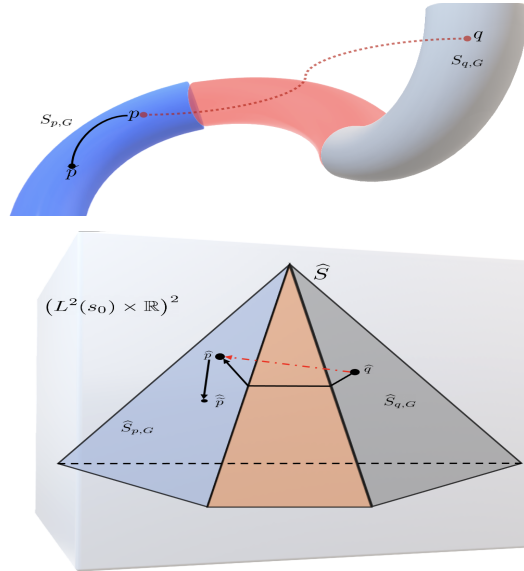 q
S_{q,G}
S_{p,G}
p
p̃
Ŝ
(L²(s₀) × ℝ)²
p̂
q̂
p̃̂
Ŝ_{q,G}
Ŝ_{p,G}